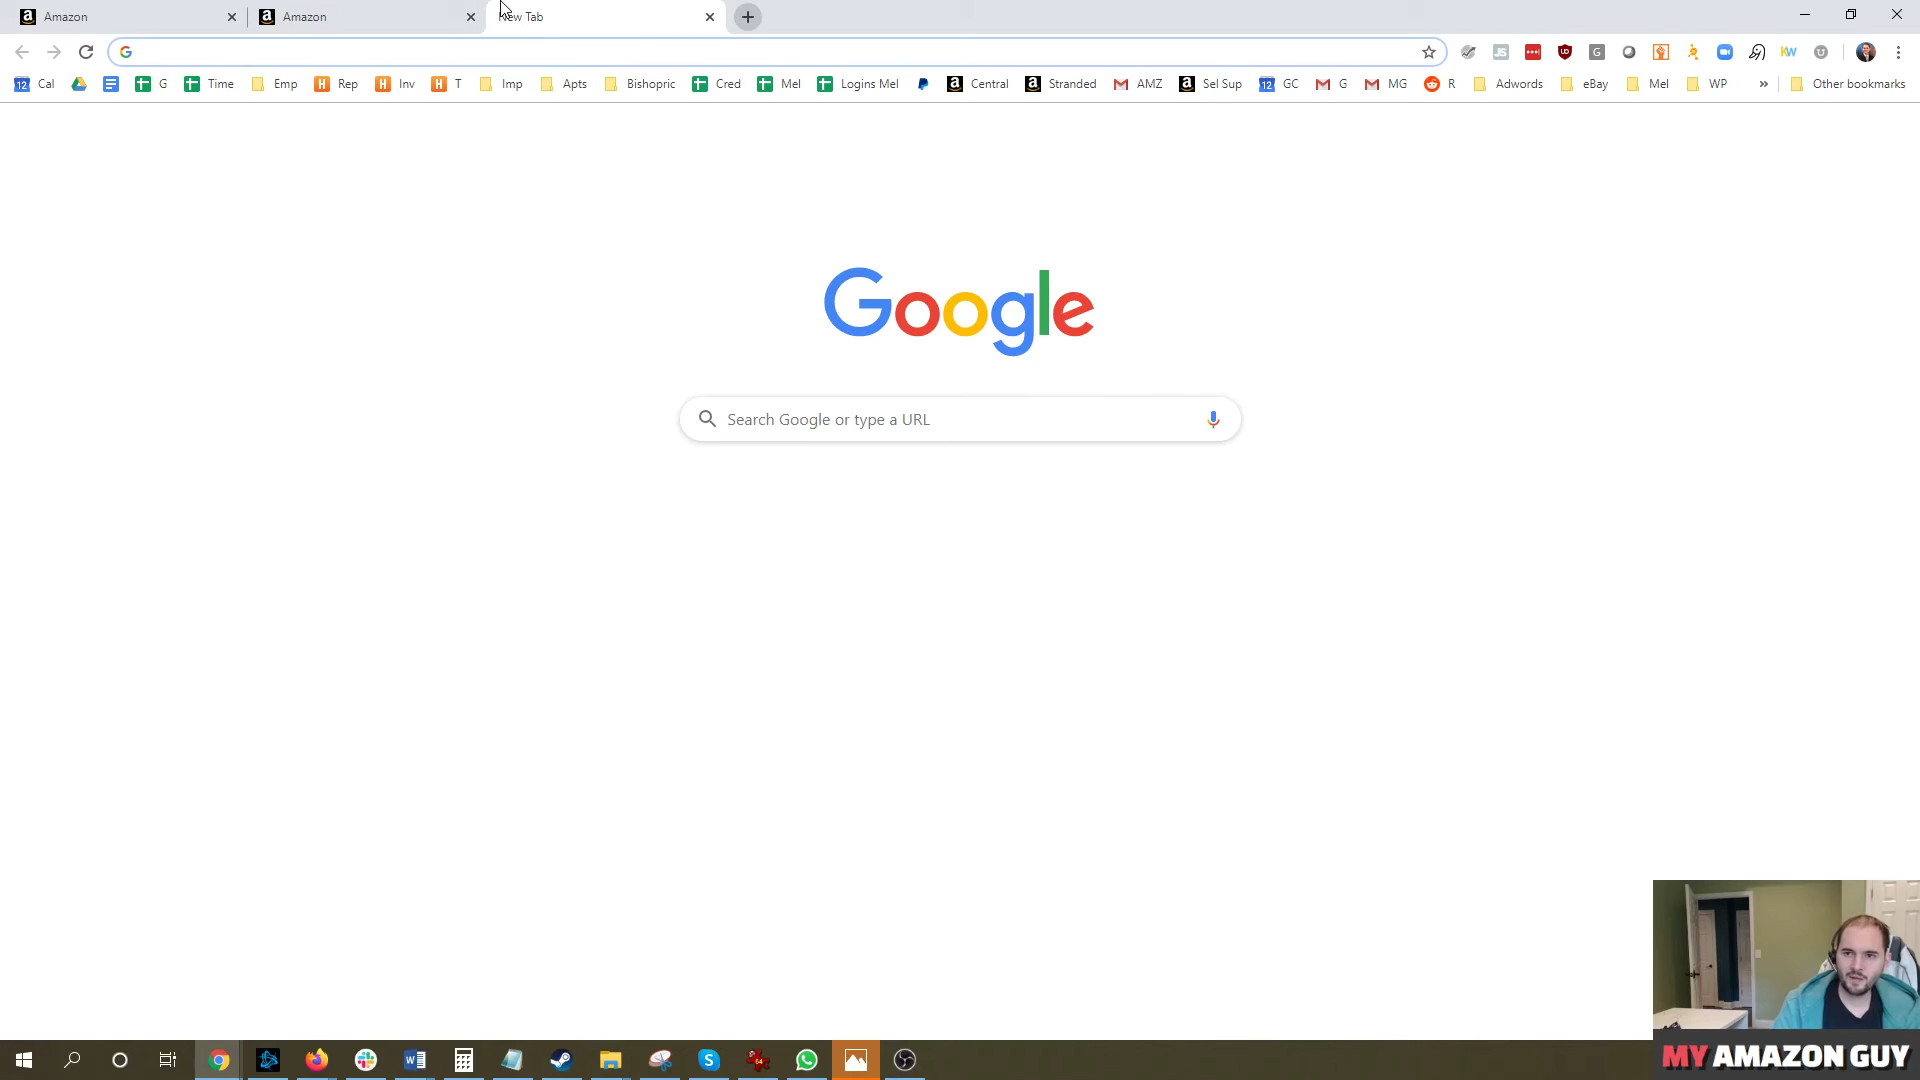 Amazon
Amazon
New Tab
Cal
G
Time
Emp
Rep
Inv
T
Imp
Apts
Bishopric
Cred
Mel
Logins Mel
Central
Stranded
AMZ
Sel Sup
GC
G
MG
R
Adwords
eBay
Mel
WP
»
Other bookmarks
Google
Search Google or type a URL
MY AMAZON GUY